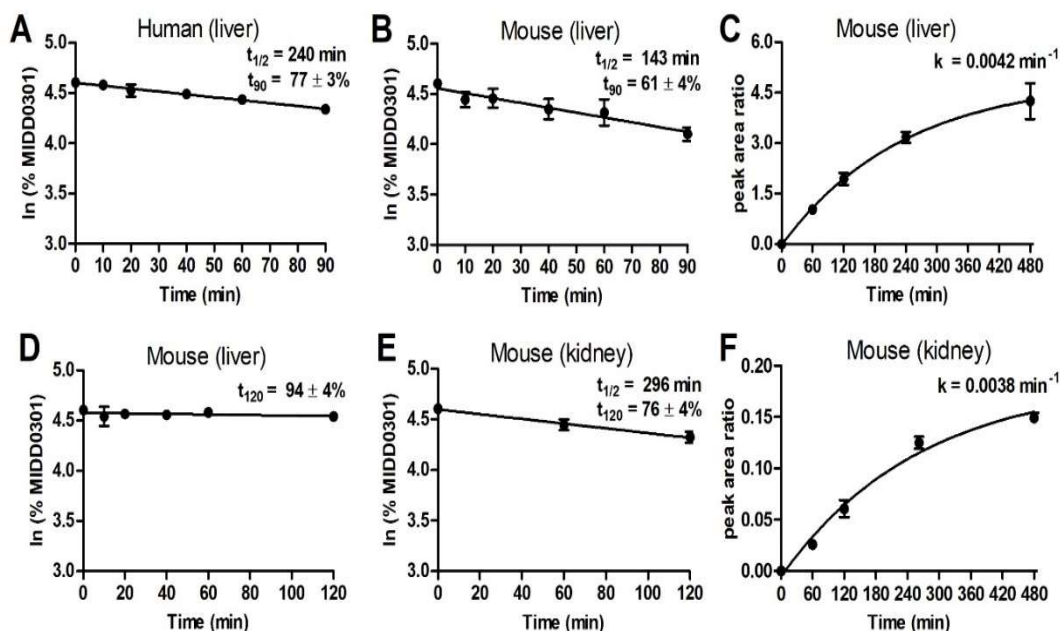 A
Human (liver)
t1/2 = 240 min
t90 = 77 ± 3%
ln (% MIDD0301)
5.0
4.5
4.0
3.5
3.0
0 10 20 30 40 50 60 70 80 90
Time (min)
B
Mouse (liver)
t1/2 = 143 min
t90 = 61 ± 4%
ln (% MIDD0301)
5.0
4.5
4.0
3.5
3.0
0 10 20 30 40 50 60 70 80 90
Time (min)
C
Mouse (liver)
k = 0.0042 min-1
peak area ratio
6.0
4.5
3.0
1.5
0.0
0 60 120 180 240 300 360 420 480
Time (min)
D
Mouse (liver)
t120 = 94 ± 4%
ln (% MIDD0301)
5.0
4.5
4.0
3.5
3.0
0 20 40 60 80 100 120
Time (min)
E
Mouse (kidney)
t1/2 = 296 min
t120 = 76 ± 4%
ln (% MIDD0301)
5.0
4.5
4.0
3.5
3.0
0 20 40 60 80 100 120
Time (min)
F
Mouse (kidney)
k = 0.0038 min-1
peak area ratio
0.20
0.15
0.10
0.05
0.00
0 60 120 180 240 300 360 420 480
Time (min)